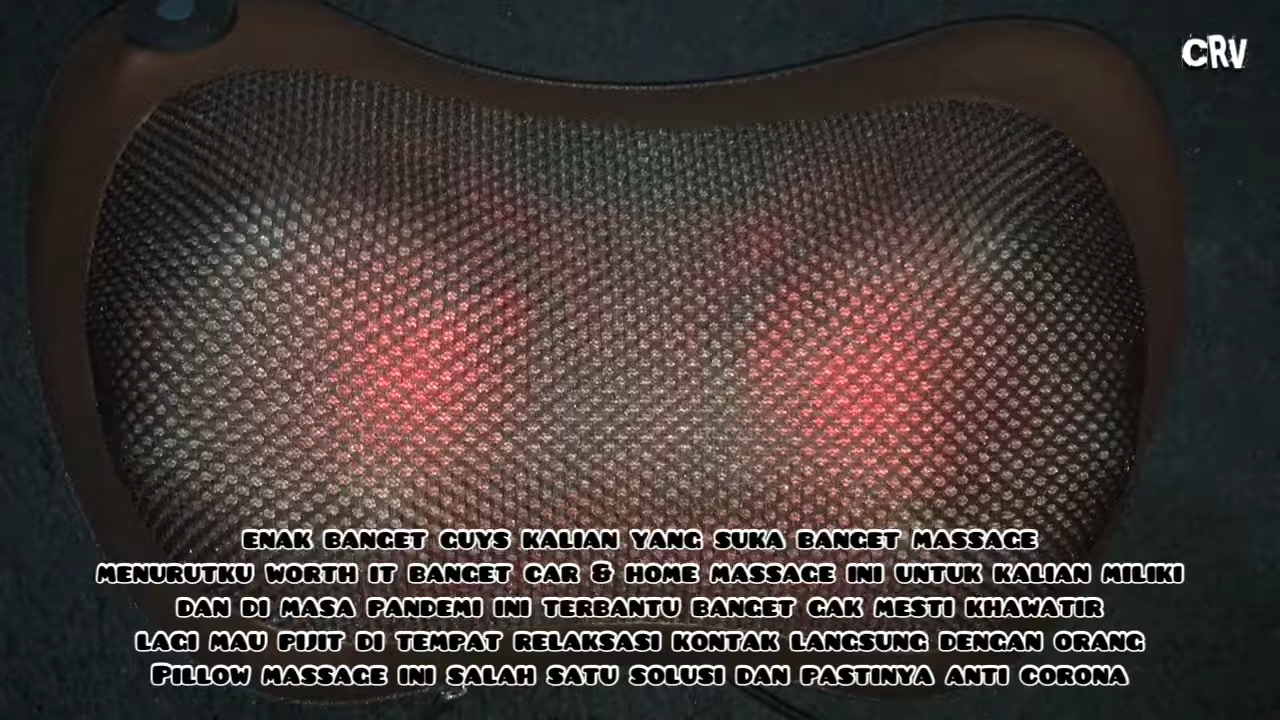 CRV
ENAK BANGET GUYS KALIAN YANG SUKA BANGET MASSAGE
MENURUTKU WORTH IT BANGET CAR & HOME MASSAGE INI UNTUK KALIAN MILIKI
DAN DI MASA PANDEMI INI TERBANTU BANGET GAK MESTI KHAWATIR
LAGI MAU PIJIT DI TEMPAT RELAKSASI KONTAK LANGSUNG DENGAN ORANG
PILLOW MASSAGE INI SALAH SATU SOLUSI DAN PASTINYA ANTI CORONA